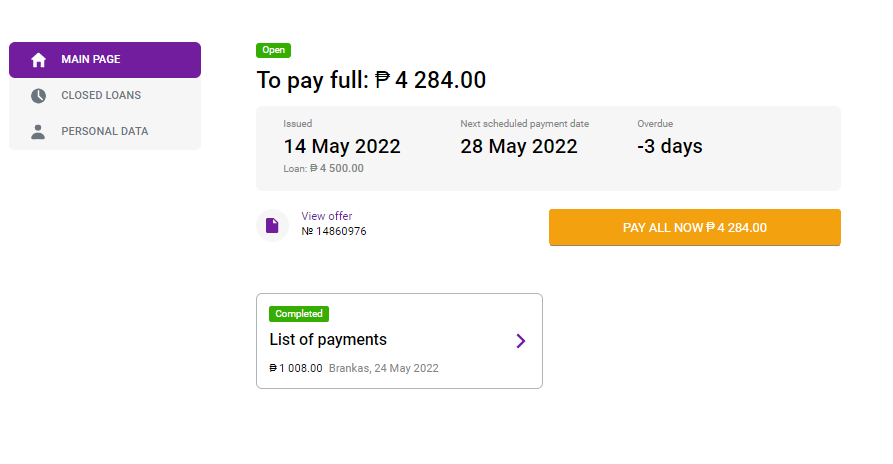 MAIN PAGE
CLOSED LOANS
PERSONAL DATA
Open
To pay full: ₱ 4 284.00
Issued
14 May 2022
Loan: ₱ 4 500.00
Next scheduled payment date
28 May 2022
Overdue
-3 days
View offer
№ 14860976
PAY ALL NOW ₱ 4 284.00
Completed
List of payments
₱ 1 008.00 Brankas, 24 May 2022